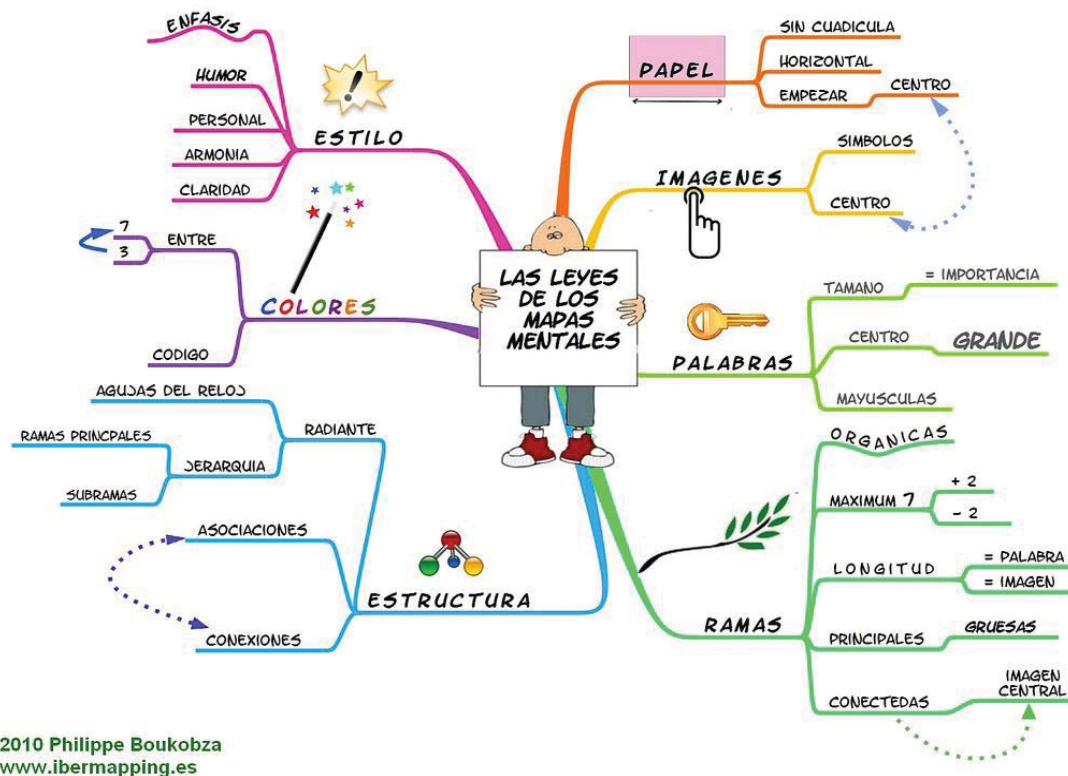 LAS LEYES
DE LOS
MAPAS
MENTALES
PAPEL
SIN CUADICULA
HORIZONTAL
EMPEZAR
CENTRO
IMAGENES
SIMBOLOS
CENTRO
PALABRAS
TAMANO
= IMPORTANCIA
CENTRO
GRANDE
MAYUSCULAS
RAMAS
ORGANICAS
MAXIMUM 7
+ 2
- 2
LONGITUD
= PALABRA
= IMAGEN
PRINCIPALES
GRUESAS
CONECTEDAS
IMAGEN
CENTRAL
ESTRUCTURA
RADIANTE
AGUJAS DEL RELOJ
JERARQUIA
RAMAS PRINCPALES
SUBRAMAS
ASOCIACIONES
CONEXIONES
COLORES
ENTRE
7
3
CODIGO
ESTILO
ENFASIS
HUMOR
PERSONAL
ARMONIA
CLARIDAD
2010 Philippe Boukobza
www.ibermapping.es